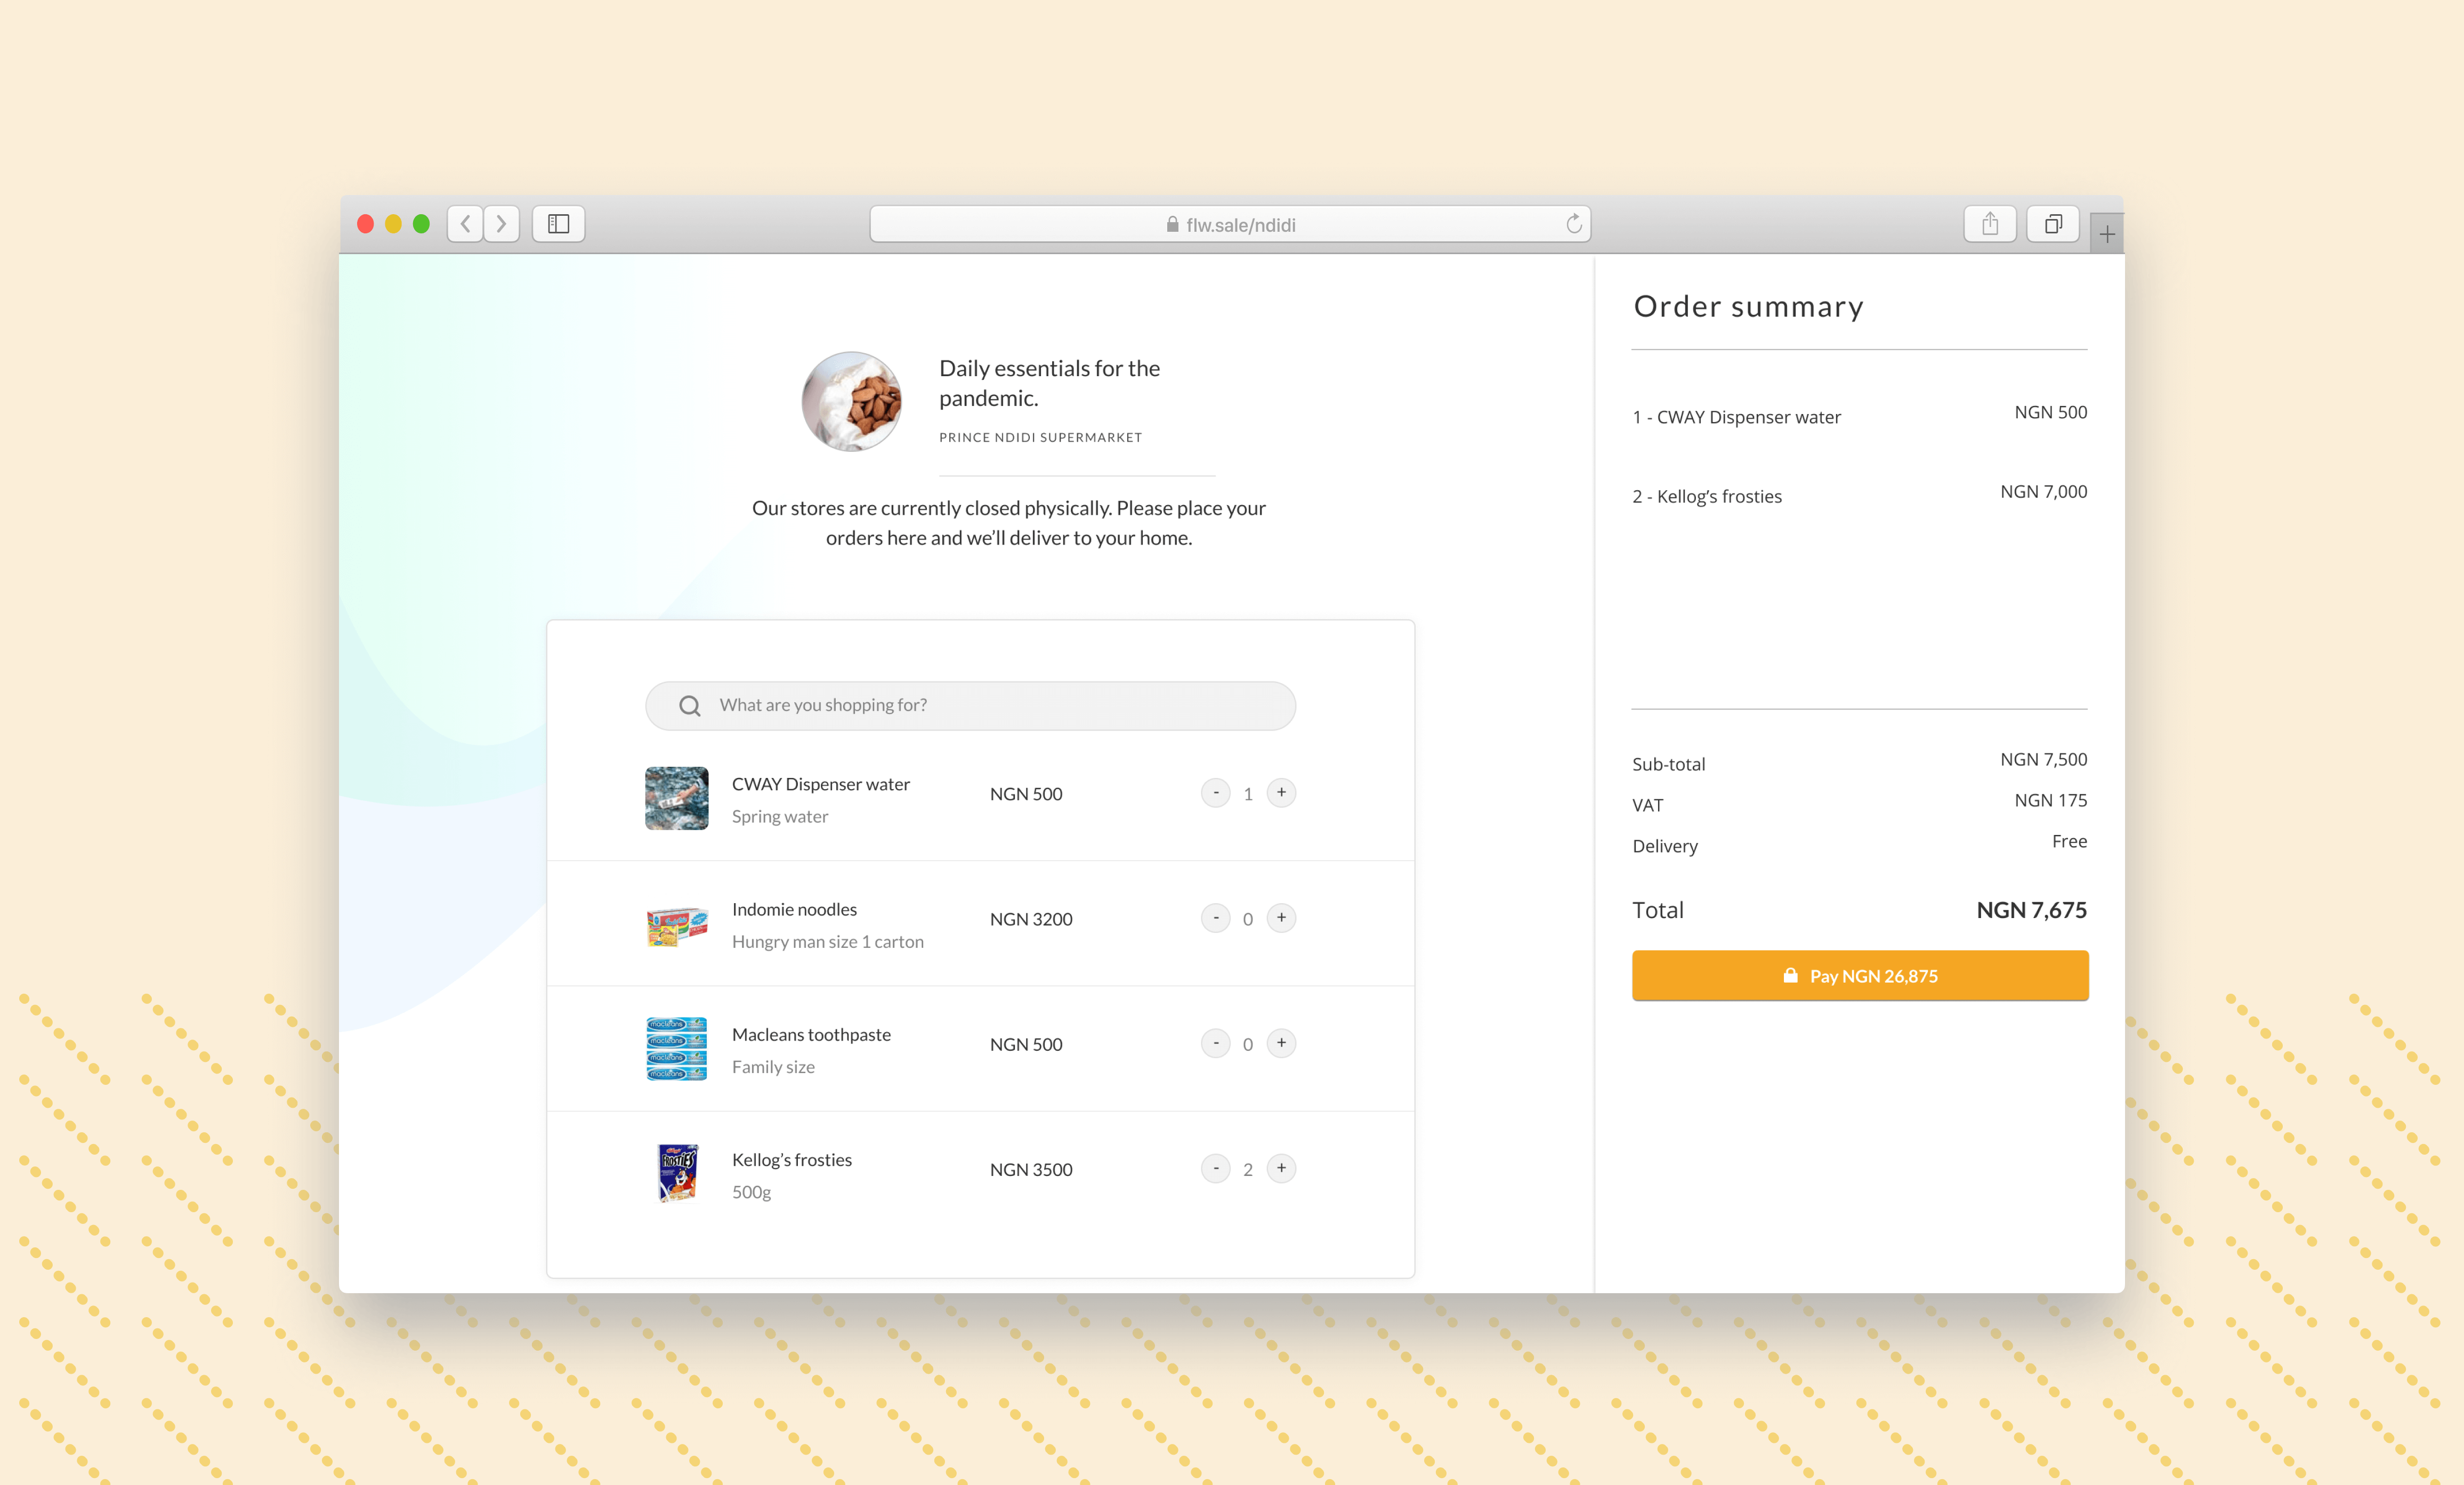 flw.sale/ndidi
Daily essentials for the
pandemic.
PRINCE NDIDI SUPERMARKET
Our stores are currently closed physically. Please place your
orders here and we’ll deliver to your home.
What are you shopping for?
CWAY Dispenser water
Spring water
NGN 500
- 1 +
Indomie noodles
Hungry man size 1 carton
NGN 3200
- 0 +
macleans
macleans
macleans
macleans
Macleans toothpaste
Family size
NGN 500
- 0 +
FROSTIES
Kellog’s frosties
500g
NGN 3500
- 2 +
Order summary
1 - CWAY Dispenser water NGN 500
2 - Kellog’s frosties NGN 7,000
Sub-total NGN 7,500
VAT NGN 175
Delivery Free
Total NGN 7,675
Pay NGN 26,875